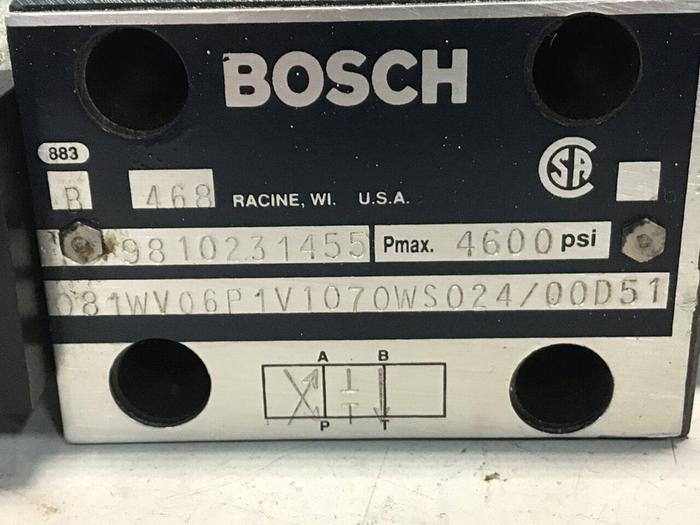 BOSCH
883
B 468 RACINE, WI. U.S.A.
9810231455 Pmax. 4600 psi
081WV06P1V1070WS024/00D51
A B
P T